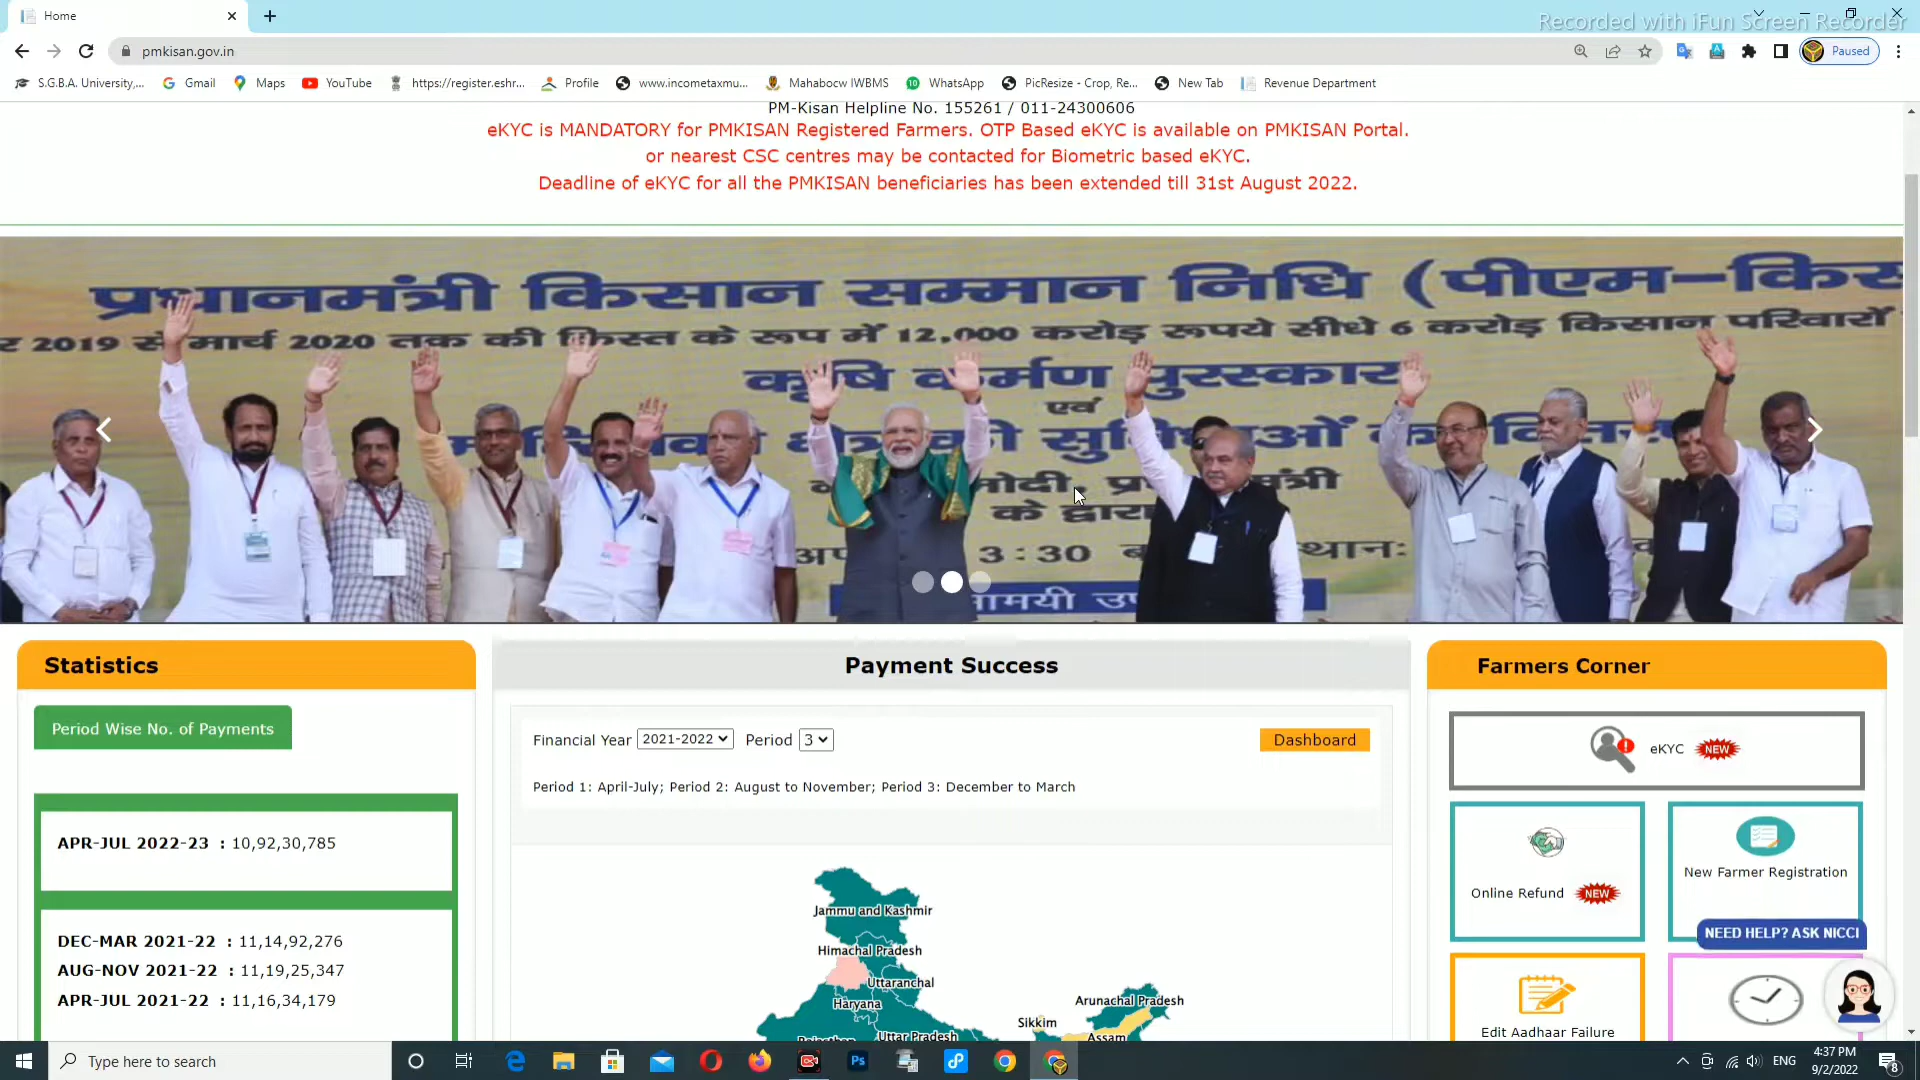 Home
Recorded with iFun Screen Recorder
pmkisan.gov.in
Paused
S.G.B.A. University,...
Gmail
Maps
YouTube
https://register.eshr...
Profile
www.incometaxmu...
Mahabocw IWBMS
WhatsApp
PicResize - Crop, Re...
New Tab
Revenue Department
PM-Kisan Helpline No. 155261 / 011-24300606
eKYC is MANDATORY for PMKISAN Registered Farmers. OTP Based eKYC is available on PMKISAN Portal.
or nearest CSC centres may be contacted for Biometric based eKYC.
Deadline of eKYC for all the PMKISAN beneficiaries has been extended till 31st August 2022.
प्रधानमंत्री किसान सम्मान निधि (पीएम-किस
2019 से मार्च 2020 तक की किस्त के रूप में 12,000 करोड़ रूपये सीधे 6 करोड़ किसान परिवारों
कृषि कर्मण पुरस्कार
एवं
की सुविधाओं का
के द्वारा
3:30
Statistics
Period Wise No. of Payments
APR-JUL 2022-23 : 10,92,30,785
DEC-MAR 2021-22 : 11,14,92,276
AUG-NOV 2021-22 : 11,19,25,347
APR-JUL 2021-22 : 11,16,34,179
Payment Success
Financial Year 2021-2022 Period 3
Dashboard
Period 1: April-July; Period 2: August to November; Period 3: December to March
Jammu and Kashmir
Himachal Pradesh
Uttaranchal
Haryana
Arunachal Pradesh
Sikkim
Uttar Pradesh
Assam
Rajasthan
Farmers Corner
eKYC NEW
Online Refund NEW
New Farmer Registration
NEED HELP? ASK NICCI
Edit Aadhaar Failure
Type here to search
ENG
4:37 PM
9/2/2022
8